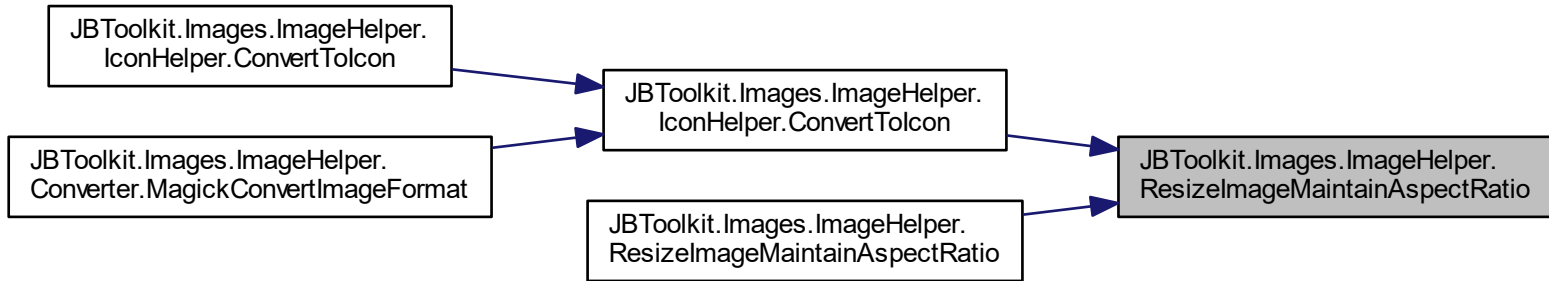 JBToolkit.Images.ImageHelper.
IconHelper.ConvertToIcon
JBToolkit.Images.ImageHelper.
Converter.MagickConvertImageFormat
JBToolkit.Images.ImageHelper.
IconHelper.ConvertToIcon
JBToolkit.Images.ImageHelper.
ResizeImageMaintainAspectRatio
JBToolkit.Images.ImageHelper.
ResizeImageMaintainAspectRatio